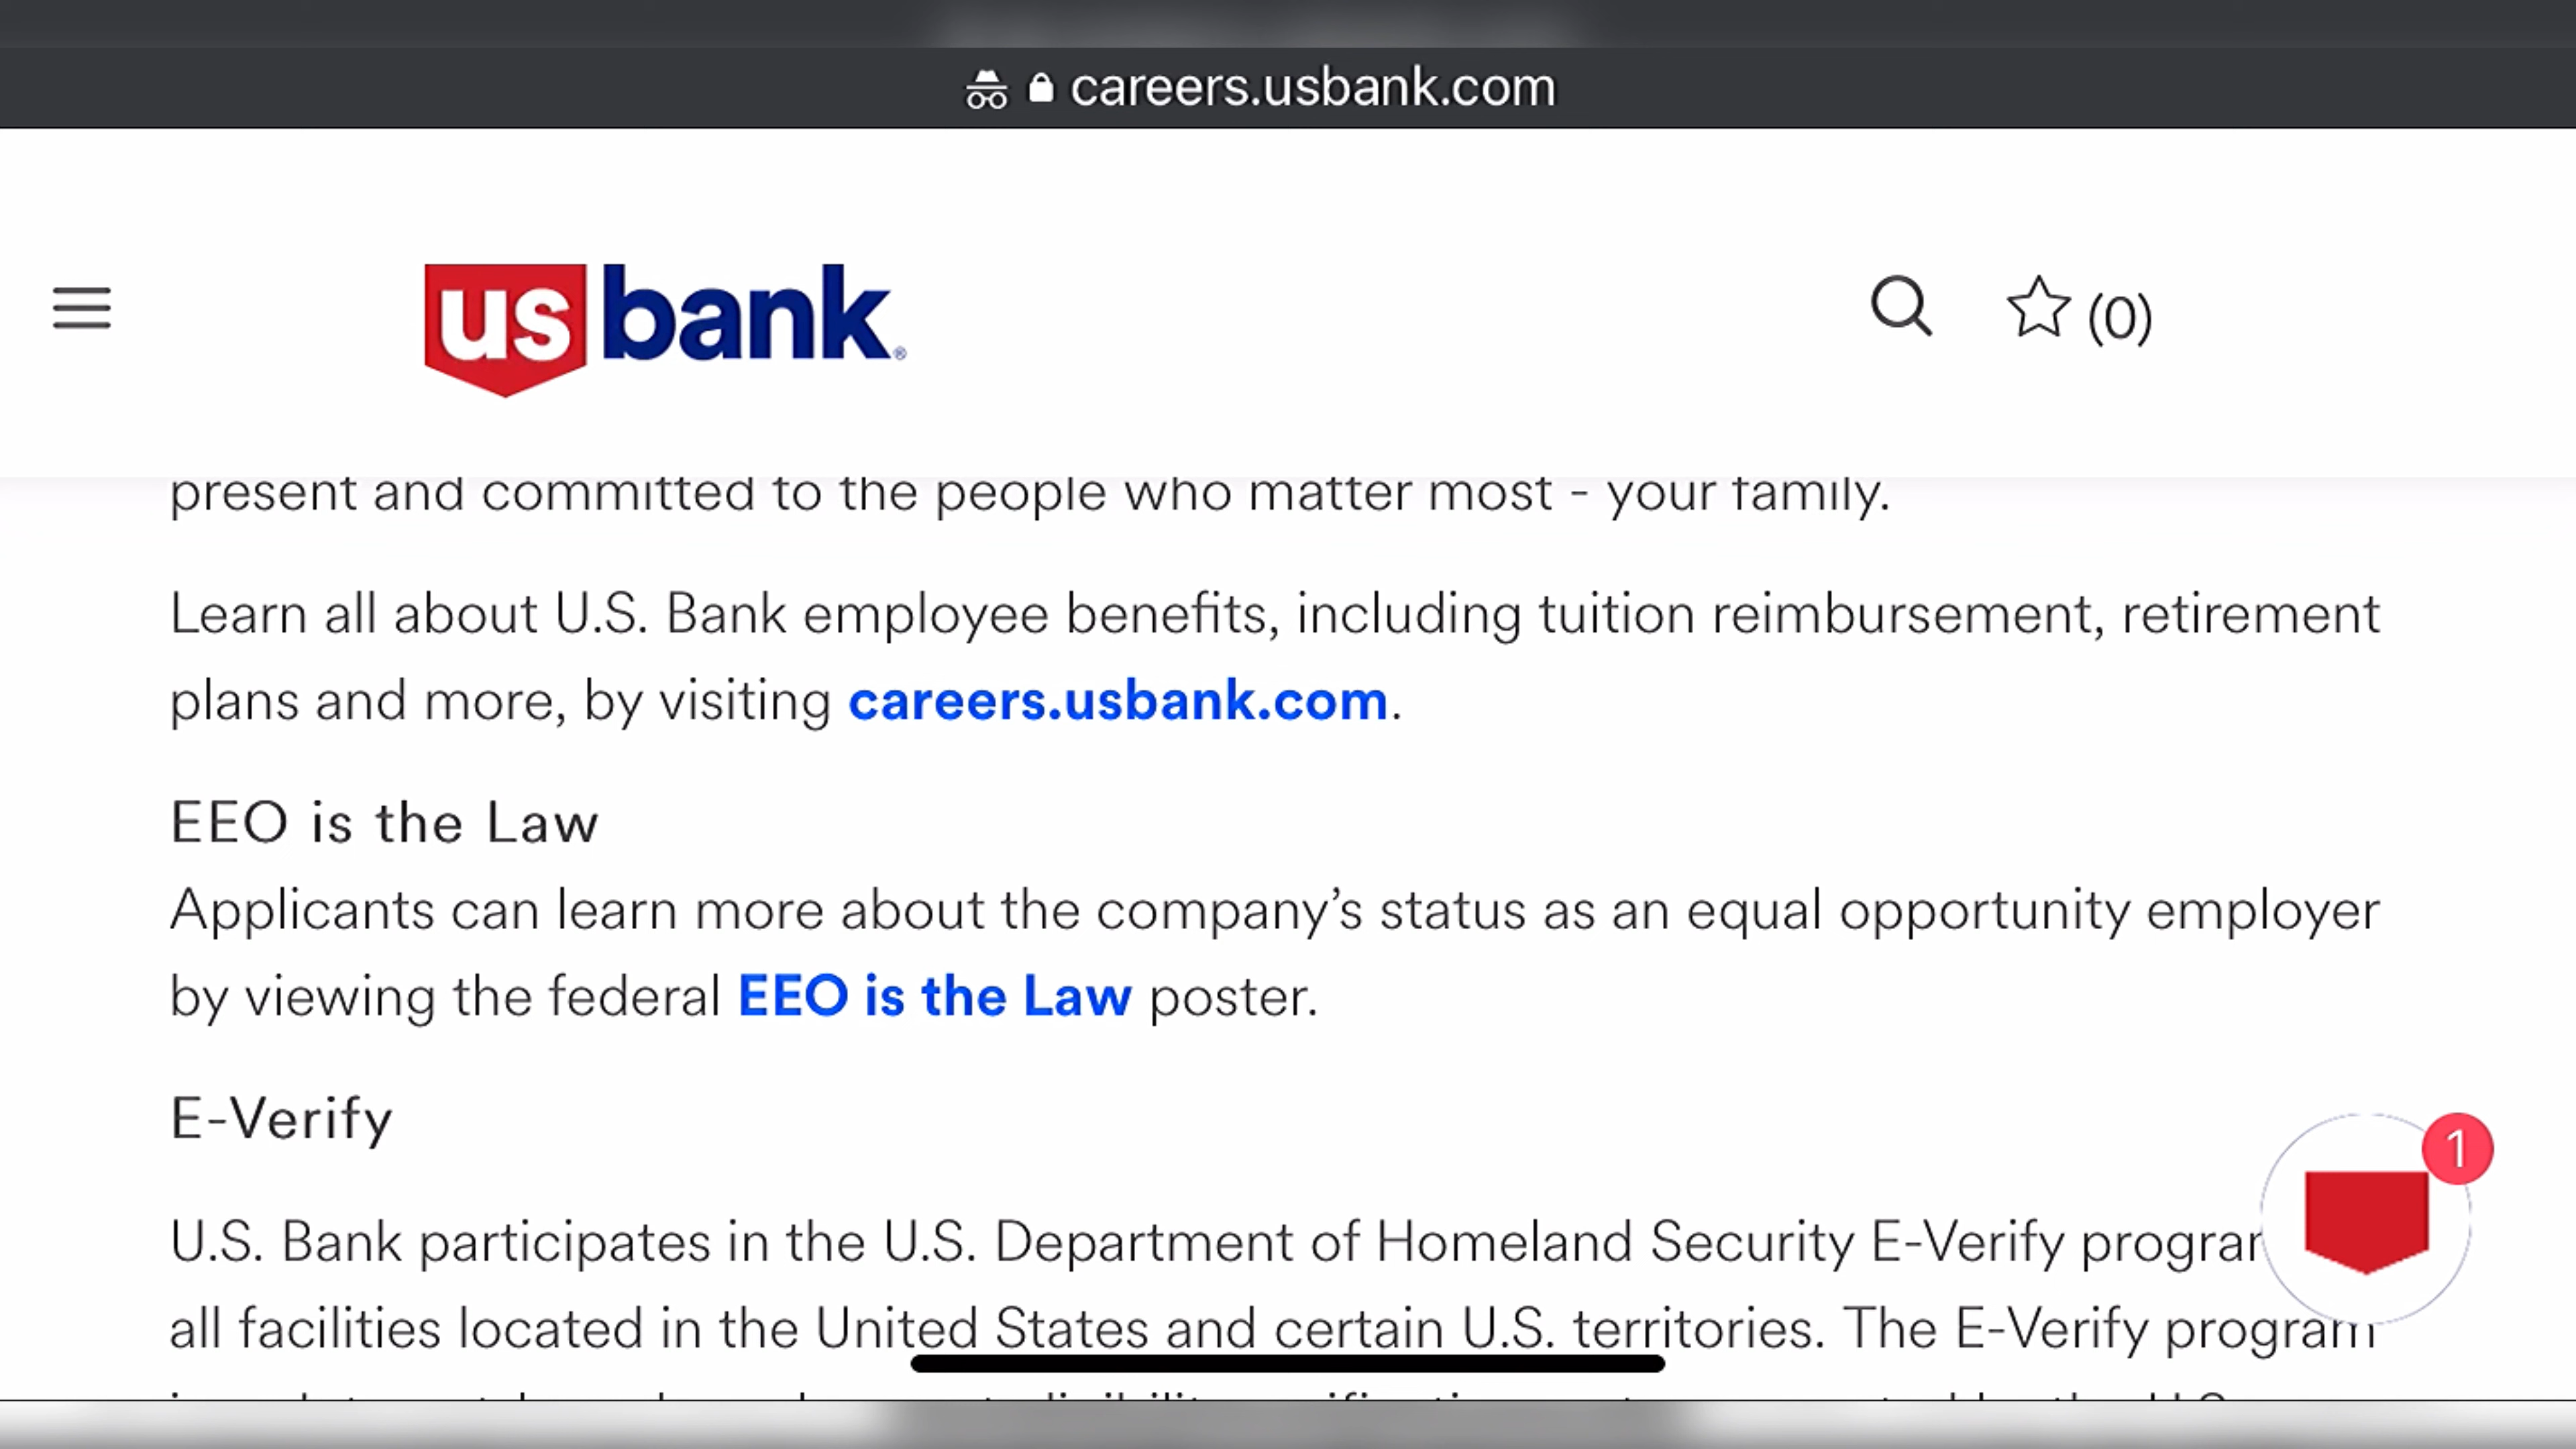 careers.usbank.com
us bank®
(0)
present and committed to the people who matter most - your family.
Learn all about U.S. Bank employee benefits, including tuition reimbursement, retirement
plans and more, by visiting careers.usbank.com.
EEO is the Law
Applicants can learn more about the company’s status as an equal opportunity employer
by viewing the federal EEO is the Law poster.
E-Verify
1
U.S. Bank participates in the U.S. Department of Homeland Security E-Verify
all facilities located in the United States and certain U.S. territories. The E-Verify program